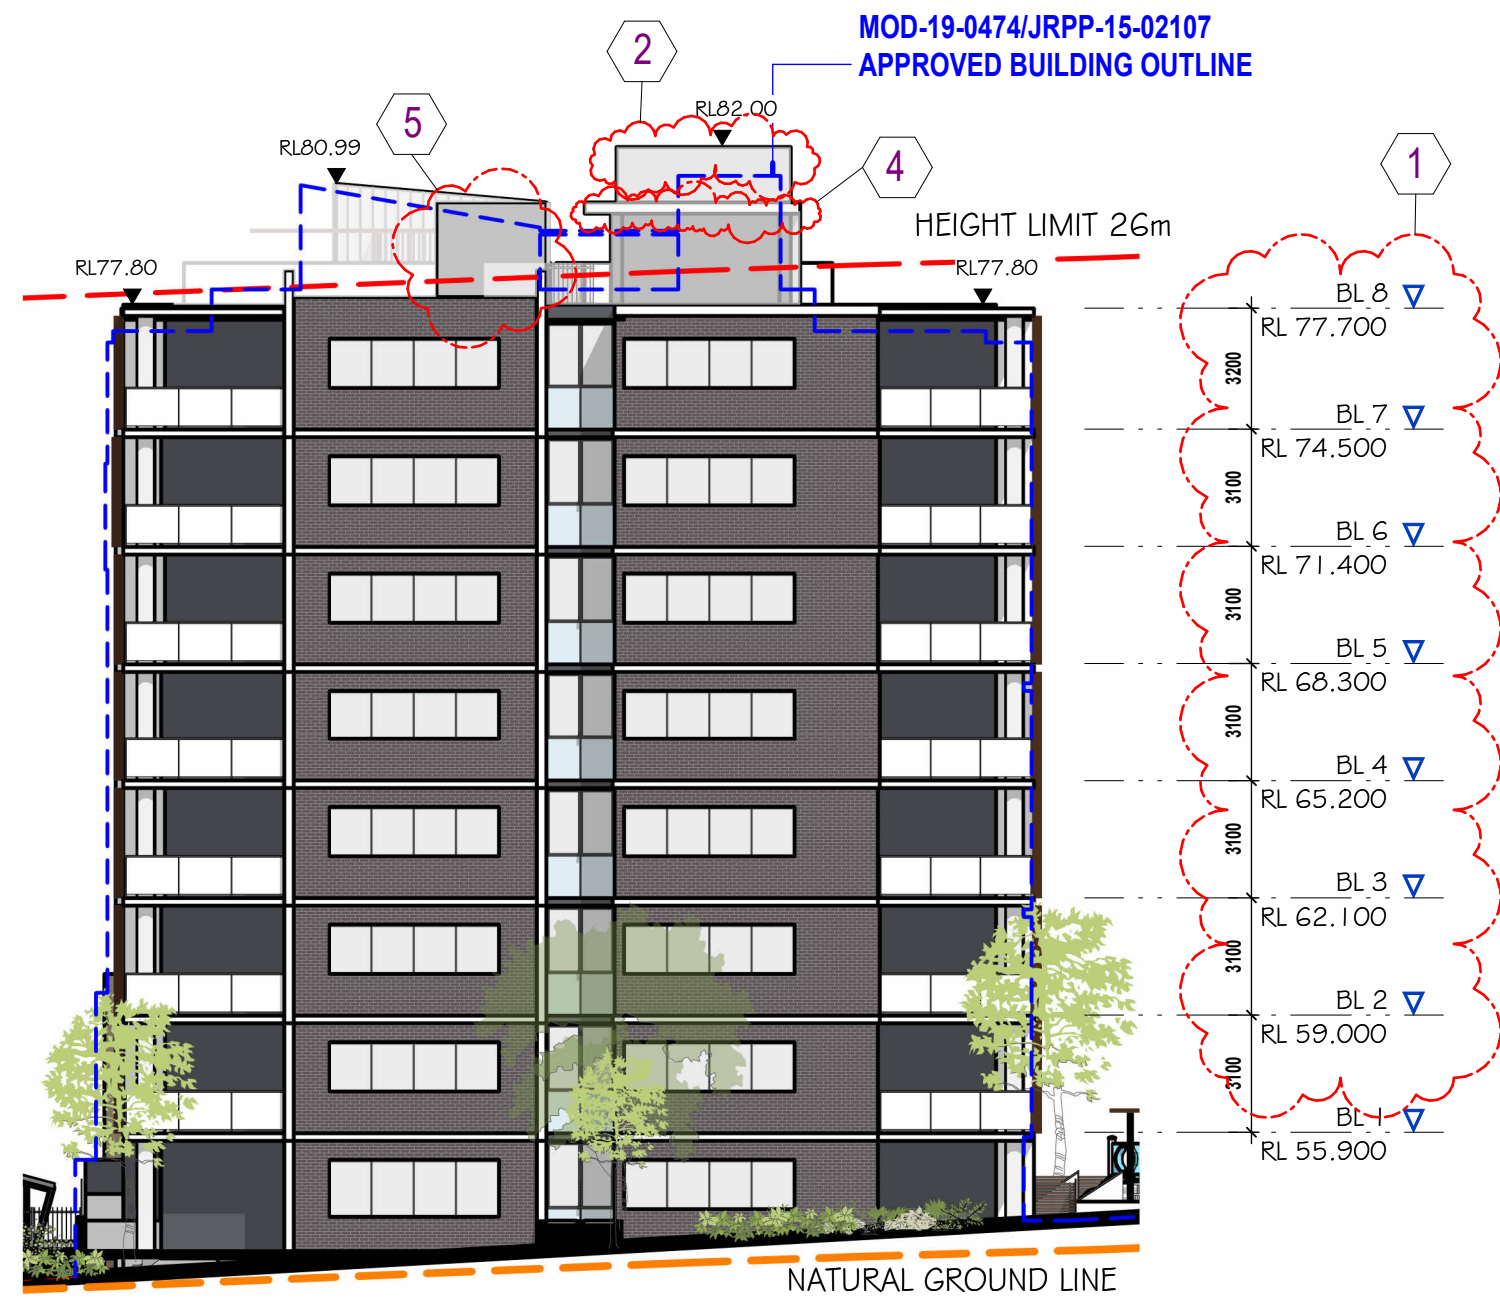 MOD-19-0474/JRPP-15-02107
APPROVED BUILDING OUTLINE
2
5
RL82.00
RL80.99
4
1
HEIGHT LIMIT 26m
RL77.80
RL77.80
BL 8
RL 77.700
3200
BL 7
RL 74.500
3100
BL 6
RL 71.400
3100
BL 5
RL 68.300
3100
BL 4
RL 65.200
3100
BL 3
RL 62.100
3100
BL 2
RL 59.000
3100
BL 1
RL 55.900
NATURAL GROUND LINE